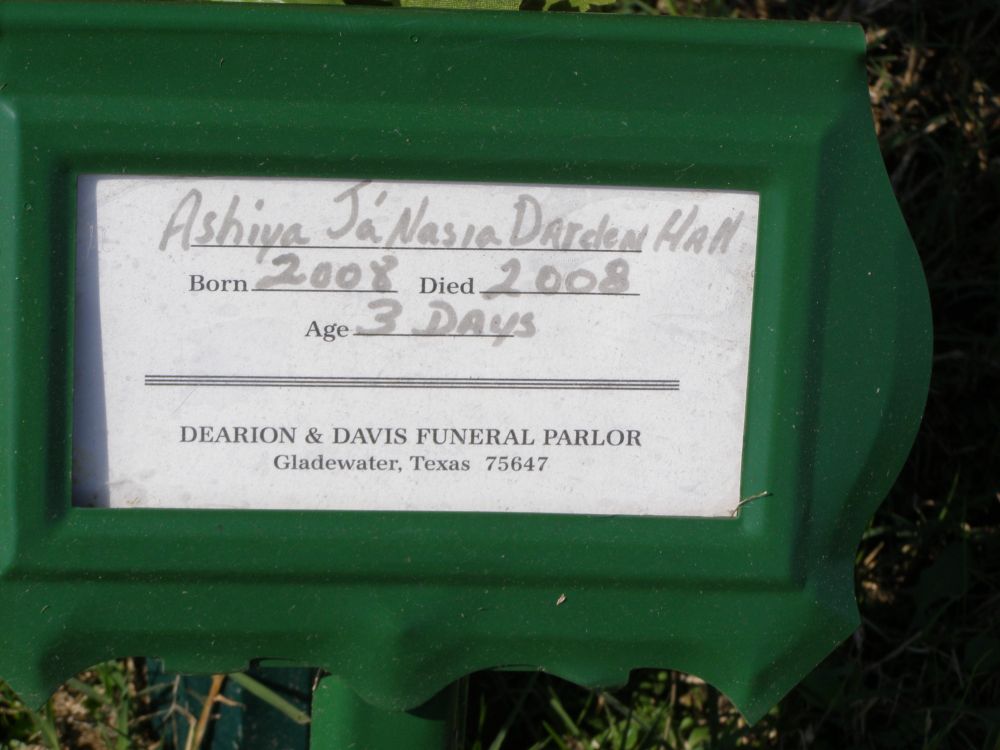 Ashiya Já Nasia Darden Hall
Born 2008 Died 2008
Age 3 Days
DEARION & DAVIS FUNERAL PARLOR
Gladewater, Texas 75647